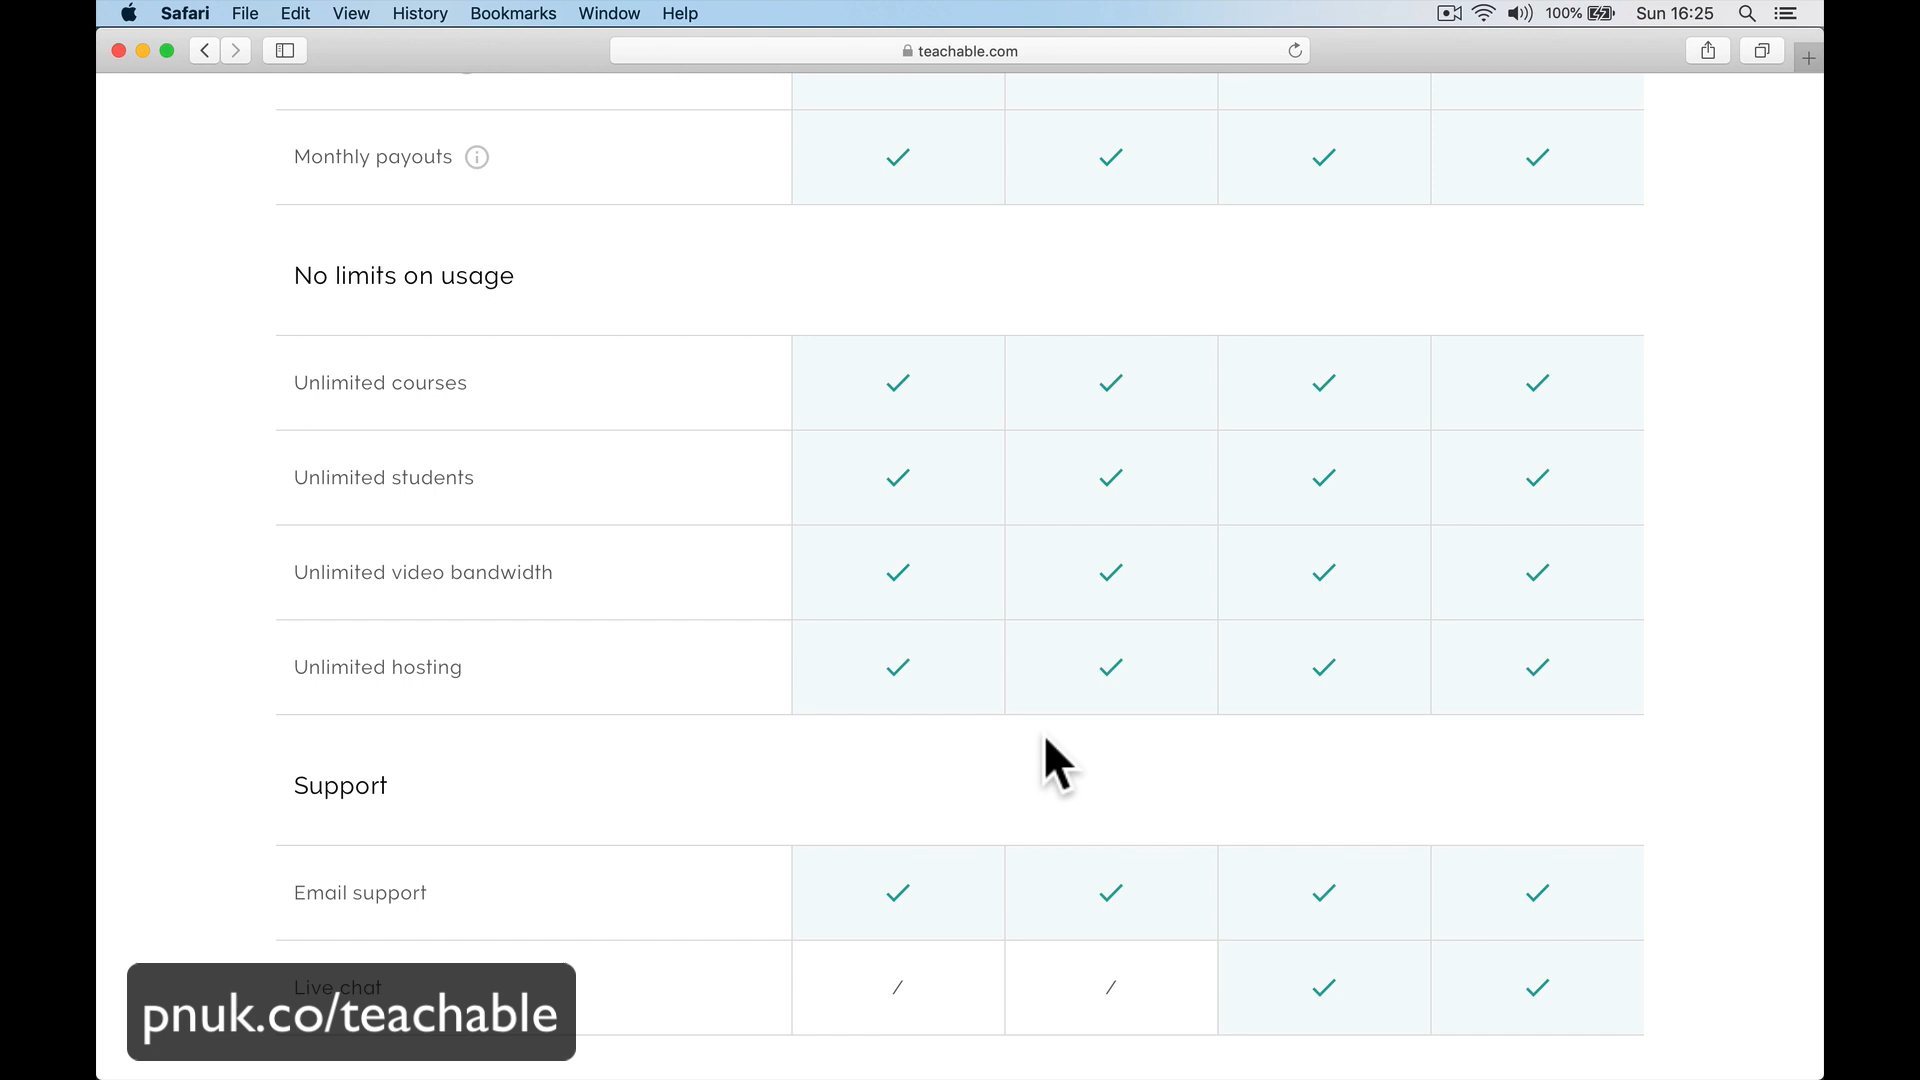 Safari File Edit View History Bookmarks Window Help 100% Sun 16:25
teachable.com
Monthly payouts
No limits on usage
Unlimited courses
Unlimited students
Unlimited video bandwidth
Unlimited hosting
Support
Email support
Live chat / /
pnuk.co/teachable